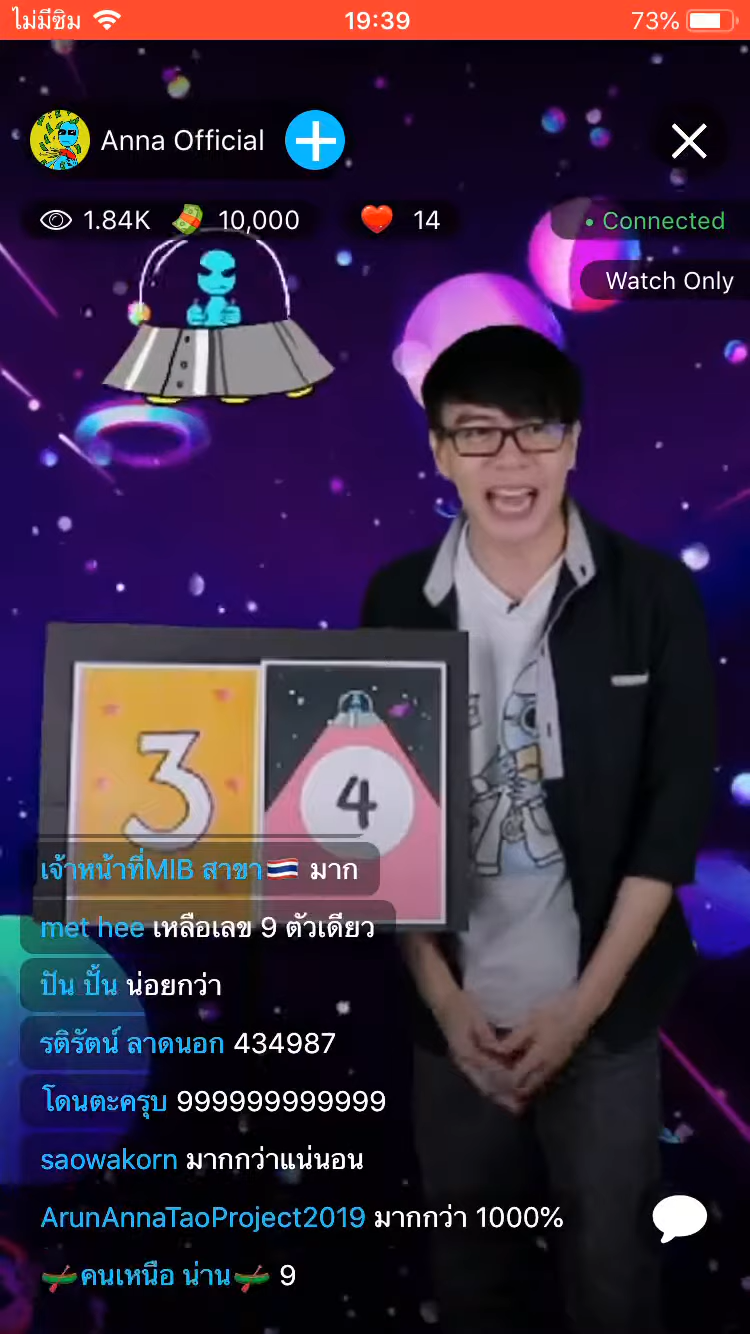 ไม่มีซิม 19:39 73%
Anna Official
1.84K 10,000 14 • Connected
Watch Only
3 4
เจ้าหน้าที่MIB สาขา🇹🇭 มาก
met hee เหลือเลข 9 ตัวเดียว
ปัน ปั้น น่อยกว่า
รติรัตน์ ลาดนอก 434987
โดนตะครุบ 999999999999
saowakorn มากกว่าแน่นอน
ArunAnnaTaoProject2019 มากกว่า 1000%
🛶คนเหนือ น่าน🛶 9